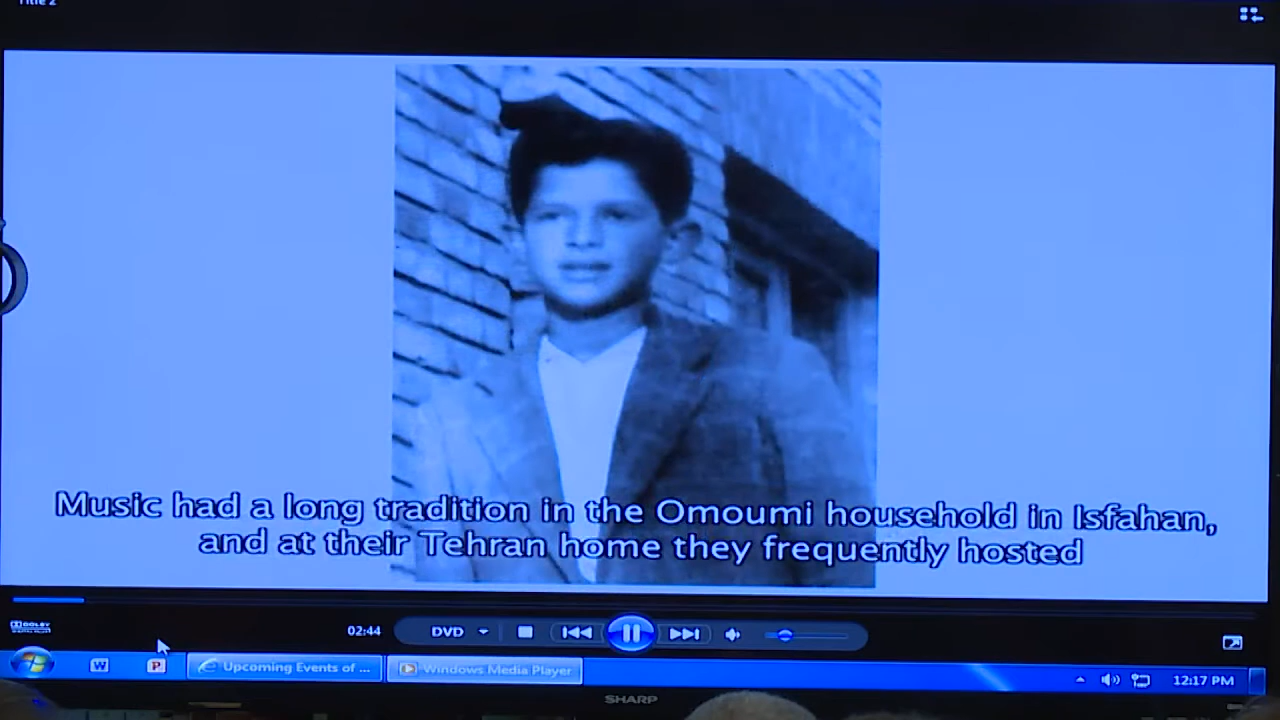 Title 2
Music had a long tradition in the Omoumi household in Isfahan,
and at their Tehran home they frequently hosted
DOLBY
02:44
DVD
W
P
Upcoming Events of ...
Windows Media Player
12:17 PM
SHARP